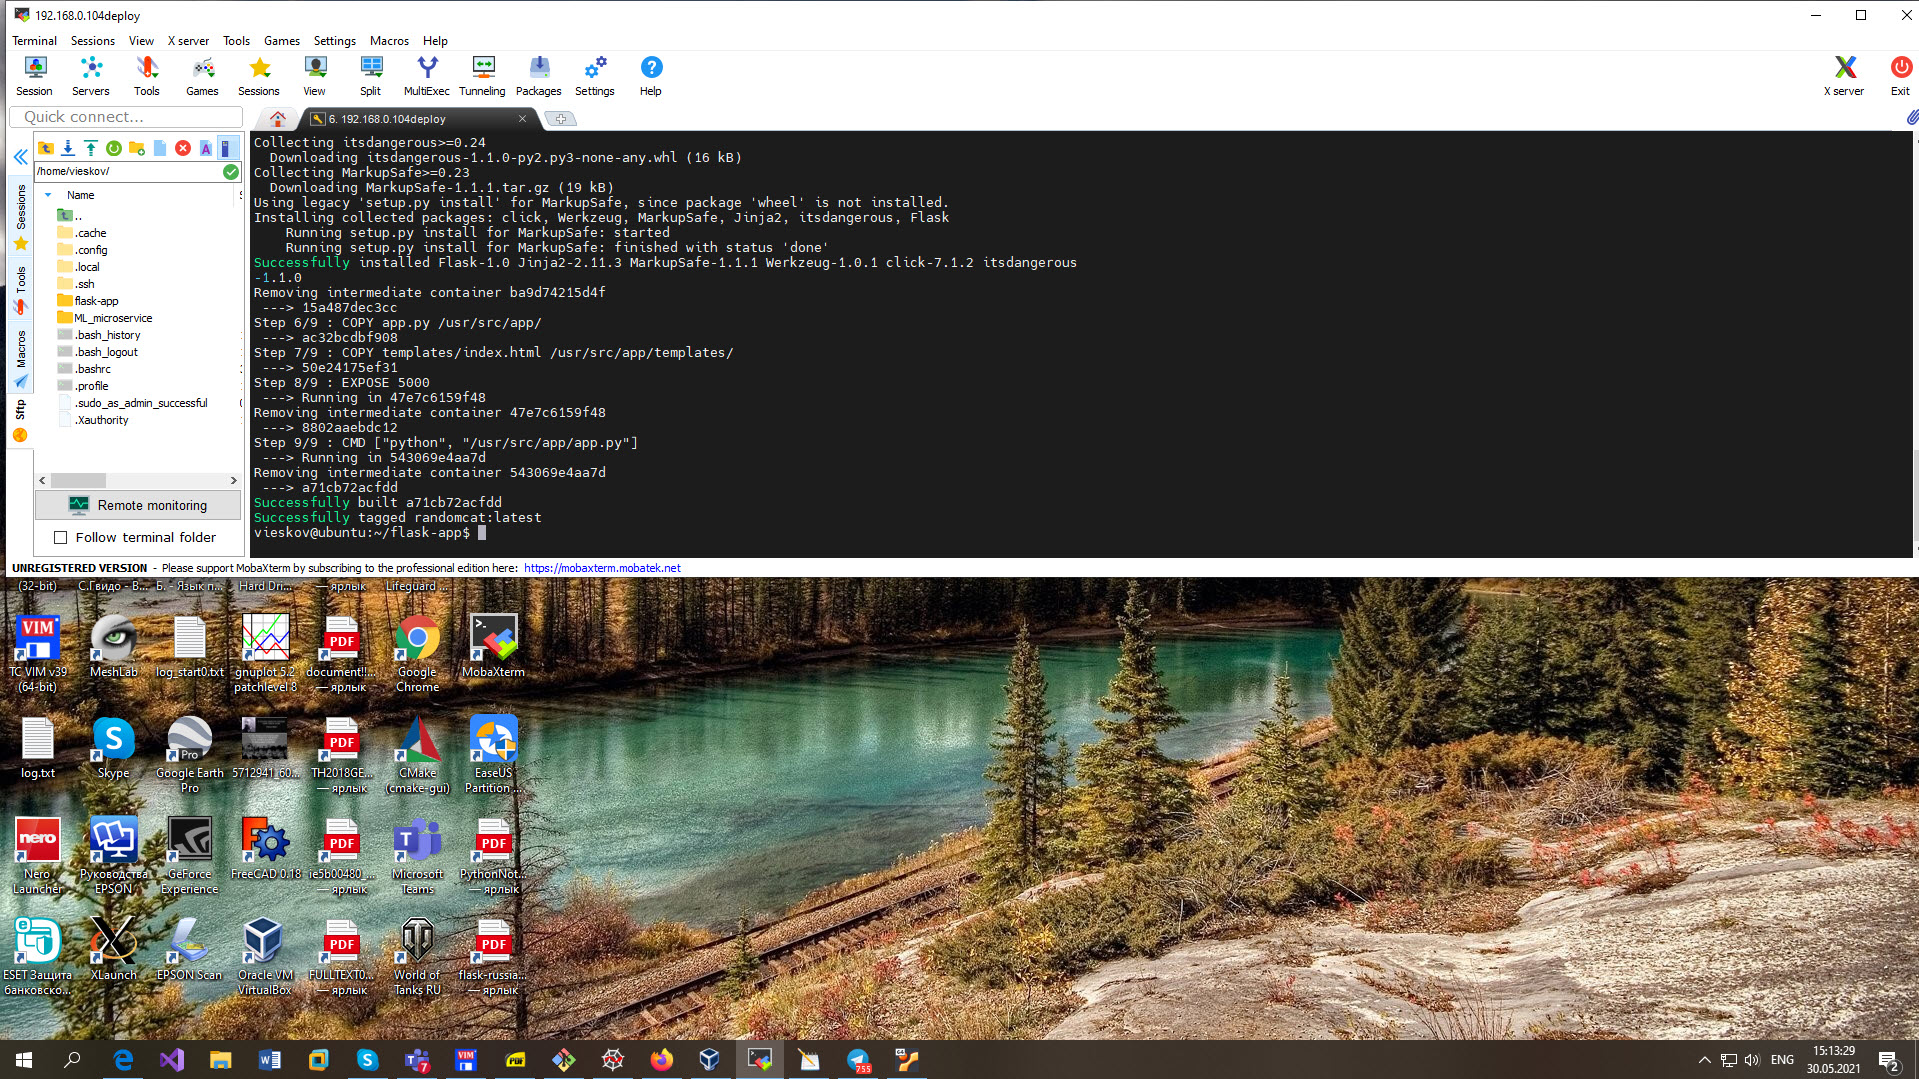 192.168.0.104deploy
Terminal Sessions View X server Tools Games Settings Macros Help
Session Servers Tools Games Sessions View Split MultiExec Tunneling Packages Settings Help X server Exit
Quick connect...
6. 192.168.0.104deploy
/home/vieskov/
Name
..
.cache
.config
.local
.ssh
flask-app
ML_microservice
.bash_history
.bash_logout
.bashrc
.profile
.sudo_as_admin_successful
.Xauthority
Sessions
Tools
Macros
Sftp
Remote monitoring
Follow terminal folder
Collecting itsdangerous>=0.24
Downloading itsdangerous-1.1.0-py2.py3-none-any.whl (16 kB)
Collecting MarkupSafe>=0.23
Downloading MarkupSafe-1.1.1.tar.gz (19 kB)
Using legacy 'setup.py install' for MarkupSafe, since package 'wheel' is not installed.
Installing collected packages: click, Werkzeug, MarkupSafe, Jinja2, itsdangerous, Flask
Running setup.py install for MarkupSafe: started
Running setup.py install for MarkupSafe: finished with status 'done'
Successfully installed Flask-1.0 Jinja2-2.11.3 MarkupSafe-1.1.1 Werkzeug-1.0.1 click-7.1.2 itsdangerous
-1.1.0
Removing intermediate container ba9d74215d4f
---> 15a487dec3cc
Step 6/9 : COPY app.py /usr/src/app/
---> ac32bcdbf908
Step 7/9 : COPY templates/index.html /usr/src/app/templates/
---> 50e24175ef31
Step 8/9 : EXPOSE 5000
---> Running in 47e7c6159f48
Removing intermediate container 47e7c6159f48
---> 8802aaebdc12
Step 9/9 : CMD ["python", "/usr/src/app/app.py"]
---> Running in 543069e4aa7d
Removing intermediate container 543069e4aa7d
---> a71cb72acfdd
Successfully built a71cb72acfdd
Successfully tagged randomcat:latest
vieskov@ubuntu:~/flask-app$
UNREGISTERED VERSION - Please support MobaXterm by subscribing to the professional edition here: https://mobaxterm.mobatek.net
(32-bit) С.Гвидо - В... Б. - Язык п... Hard Dri... — ярлык Lifeguard ...
TC VIM v39 (64-bit)
MeshLab
log_start0.txt
gnuplot 5.2 patchlevel 8
document!!... — ярлык
Google Chrome
MobaXterm
log.txt
Skype
Google Earth Pro
5712941_60...
TH2018GE... — ярлык
CMake (cmake-gui)
EaseUS Partition ...
Nero Launcher
Руководства EPSON
GeForce Experience
FreeCAD 0.18
ie5b00480_... — ярлык
Microsoft Teams
PythonNot... — ярлык
ESET Защита банковско...
XLaunch
EPSON Scan
Oracle VM VirtualBox
FULLTEXT0... — ярлык
World of Tanks RU
flask-russia... — ярлык
ENG
15:13:29
30.05.2021